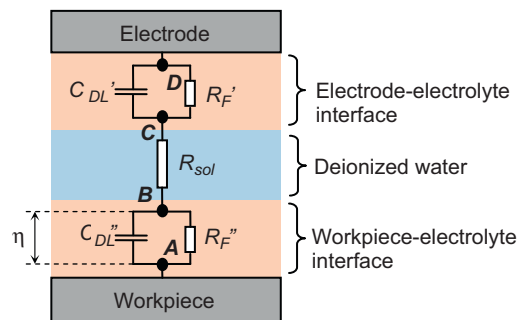 Electrode
C_DL' D R_F'
C
Electrode-electrolyte
interface
R_sol
Deionized water
B
η C_DL" A R_F"
Workpiece-electrolyte
interface
Workpiece